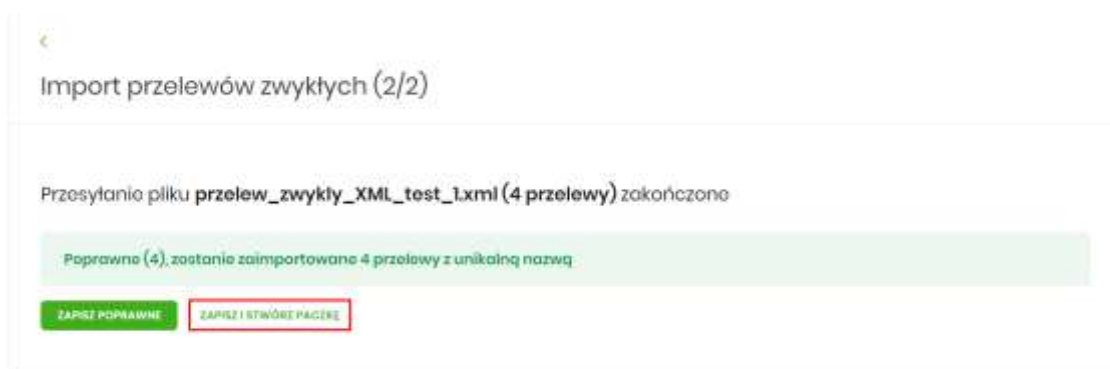 Import przelewów zwykłych (2/2)
Przesyłanie pliku przelew_zwykly_XML_test_1.xml (4 przelewy) zakończone
Poprawne (4), zostanie zaimportowane 4 przelewy z unikalną nazwą
ZAPISZ POPRAWNE ZAPISZ I STWÓRZ PACZKĘ